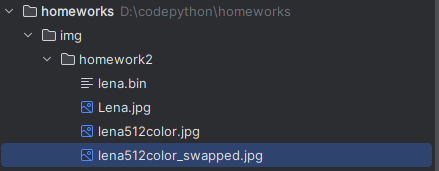 homeworks D:\codepython\homeworks
img
homework2
lena.bin
Lena.jpg
lena512color.jpg
lena512color_swapped.jpg